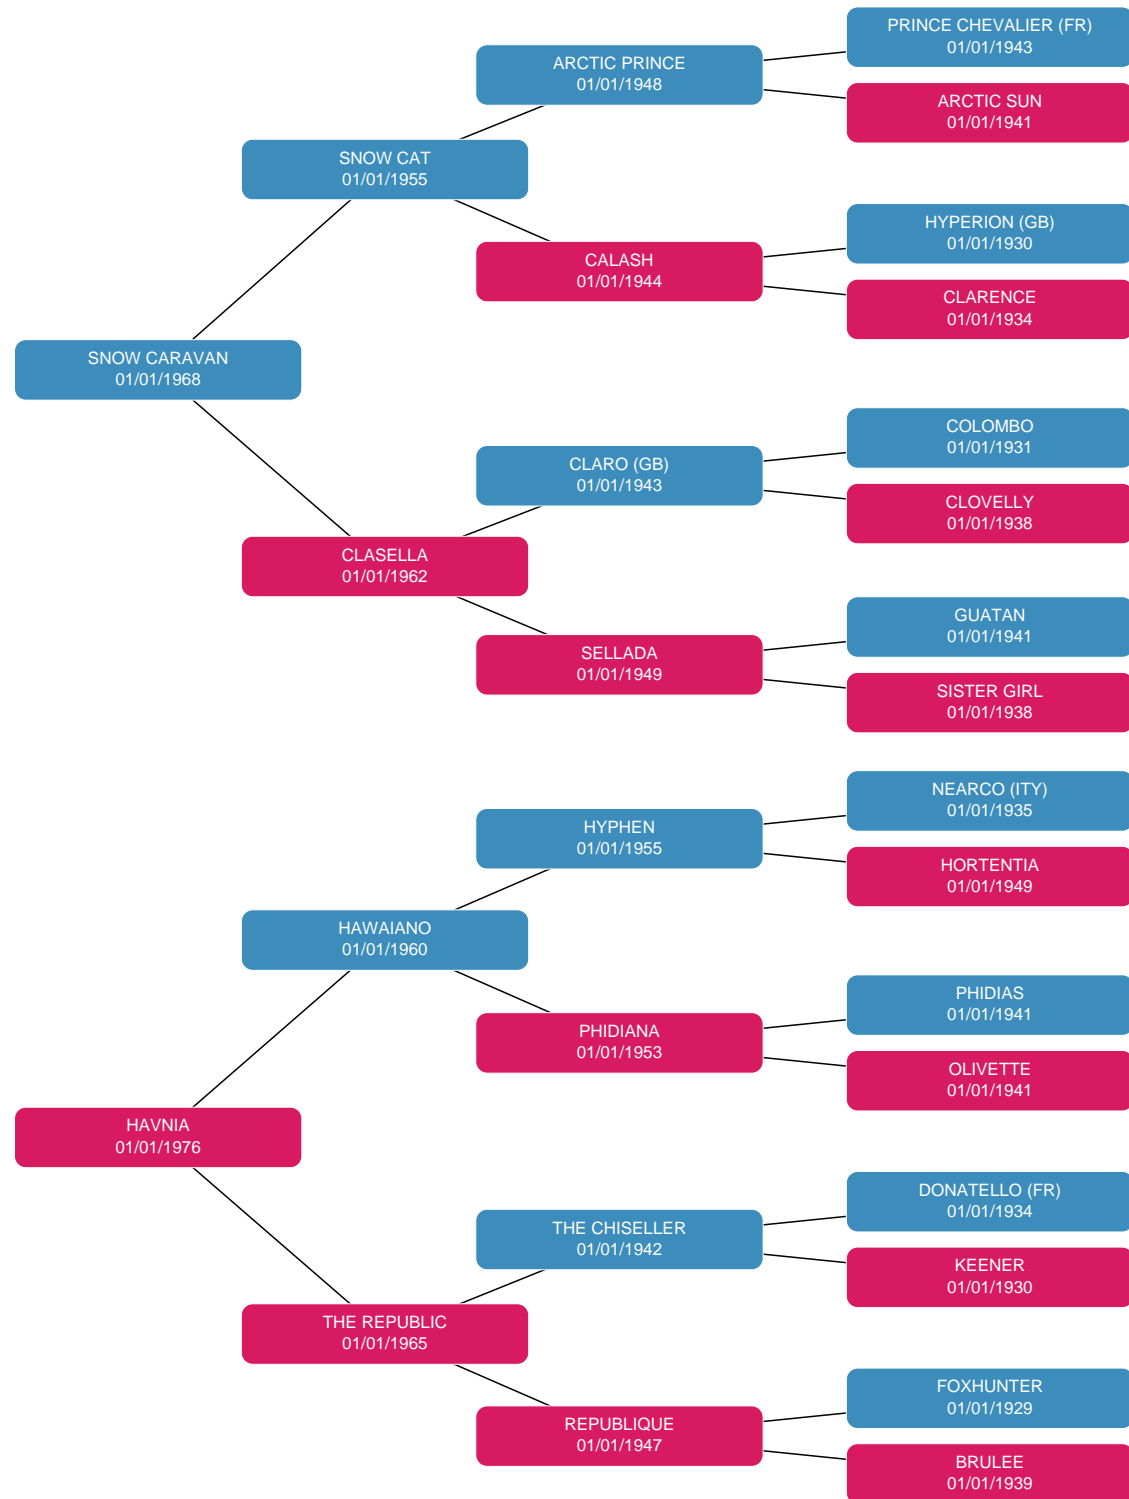 PRINCE CHEVALIER (FR)
01/01/1943
ARCTIC PRINCE
01/01/1948
ARCTIC SUN
01/01/1941
SNOW CAT
01/01/1955
HYPERION (GB)
01/01/1930
CALASH
01/01/1944
CLARENCE
01/01/1934
SNOW CARAVAN
01/01/1968
COLOMBO
01/01/1931
CLARO (GB)
01/01/1943
CLOVELLY
01/01/1938
CLASELLA
01/01/1962
GUATAN
01/01/1941
SELLADA
01/01/1949
SISTER GIRL
01/01/1938
NEARCO (ITY)
01/01/1935
HYPHEN
01/01/1955
HORTENTIA
01/01/1949
HAWAIANO
01/01/1960
PHIDIAS
01/01/1941
PHIDIANA
01/01/1953
OLIVETTE
01/01/1941
HAVNIA
01/01/1976
DONATELLO (FR)
01/01/1934
THE CHISELLER
01/01/1942
KEENER
01/01/1930
THE REPUBLIC
01/01/1965
FOXHUNTER
01/01/1929
REPUBLIQUE
01/01/1947
BRULEE
01/01/1939